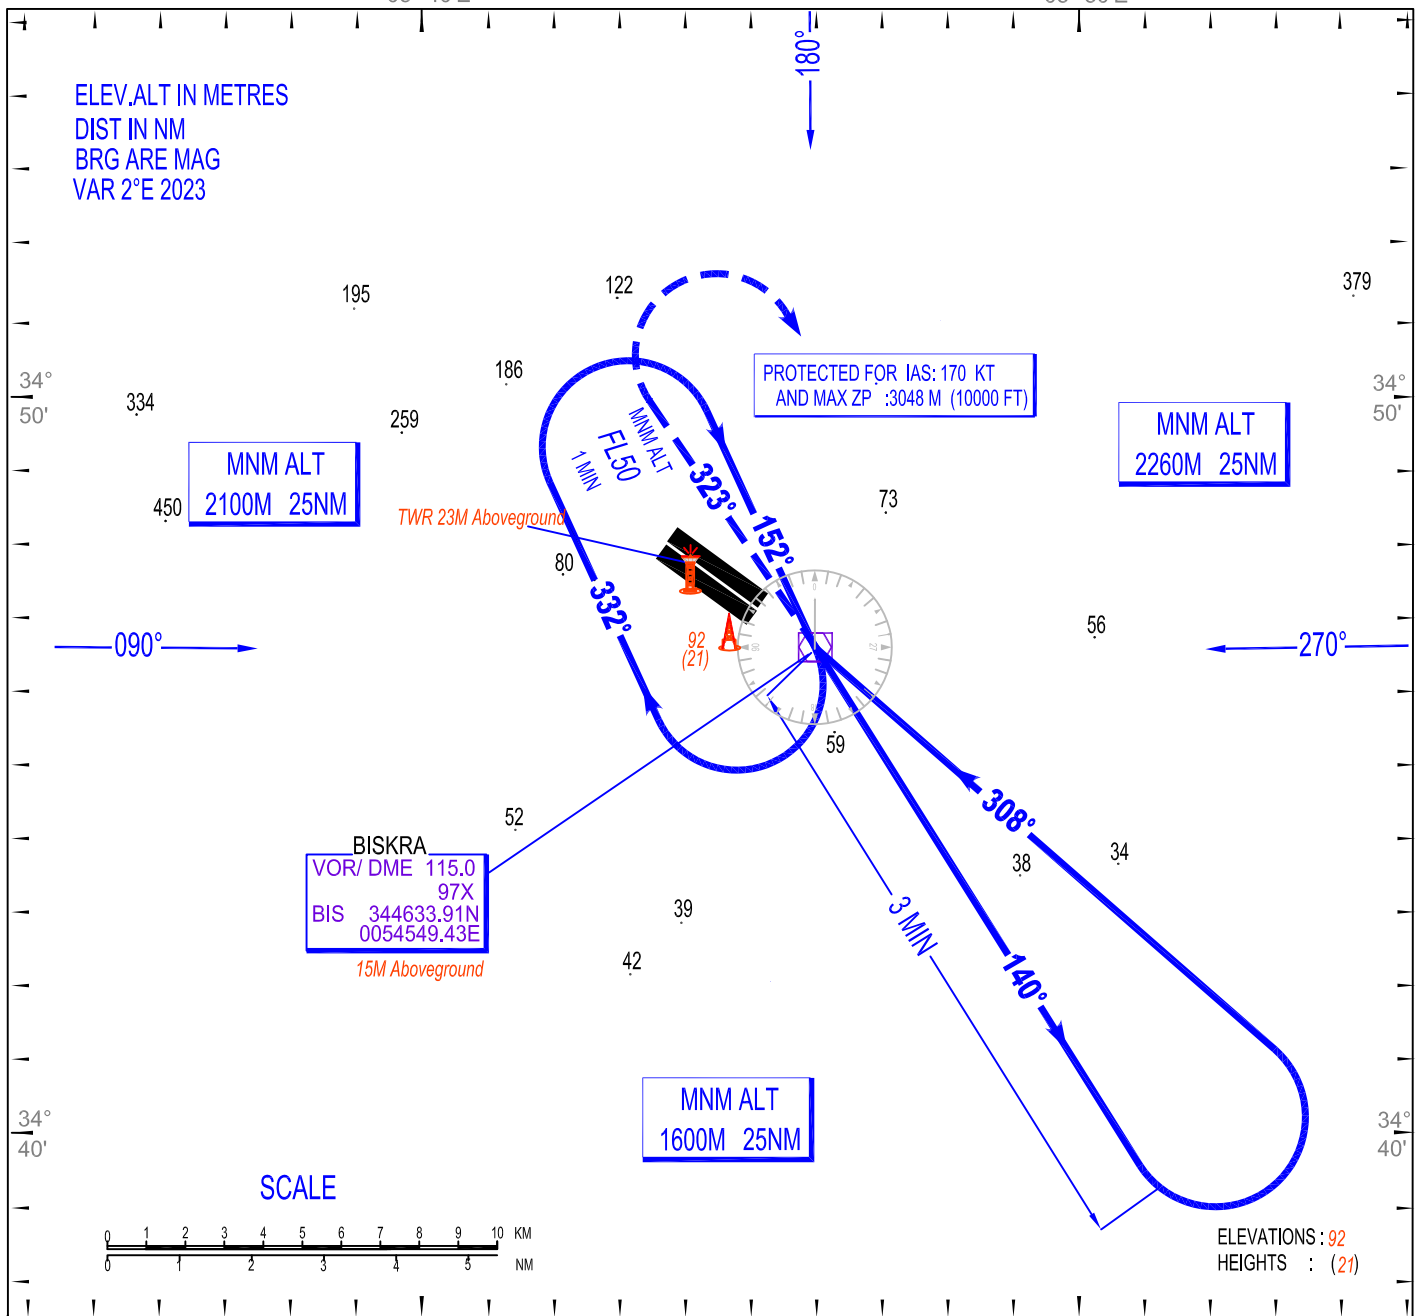 180°
ELEV.ALT IN METRES
DIST IN NM
BRG ARE MAG
VAR 2°E 2023
195
122
379
186
34°
50'
334
259
PROTECTED FOR IAS: 170 KT
AND MAX ZP :3048 M (10000 FT)
34°
50'
MNM ALT
2100M 25NM
MNM ALT
FL50
1 MIN
323°
152°
MNM ALT
2260M 25NM
450
73
TWR 23M Aboveground
80
332°
92
(21)
56
090°
270°
59
52
308°
38
34
BISKRA
VOR/ DME 115.0
97X
BIS 344633.91N
0054549.43E
15M Aboveground
39
42
3 MIN
140°
MNM ALT
1600M 25NM
34°
40'
34°
40'
SCALE
0 1 2 3 4 5 6 7 8 9 10 KM
0 1 2 3 4 5 NM
ELEVATIONS : 92
HEIGHTS : (21)